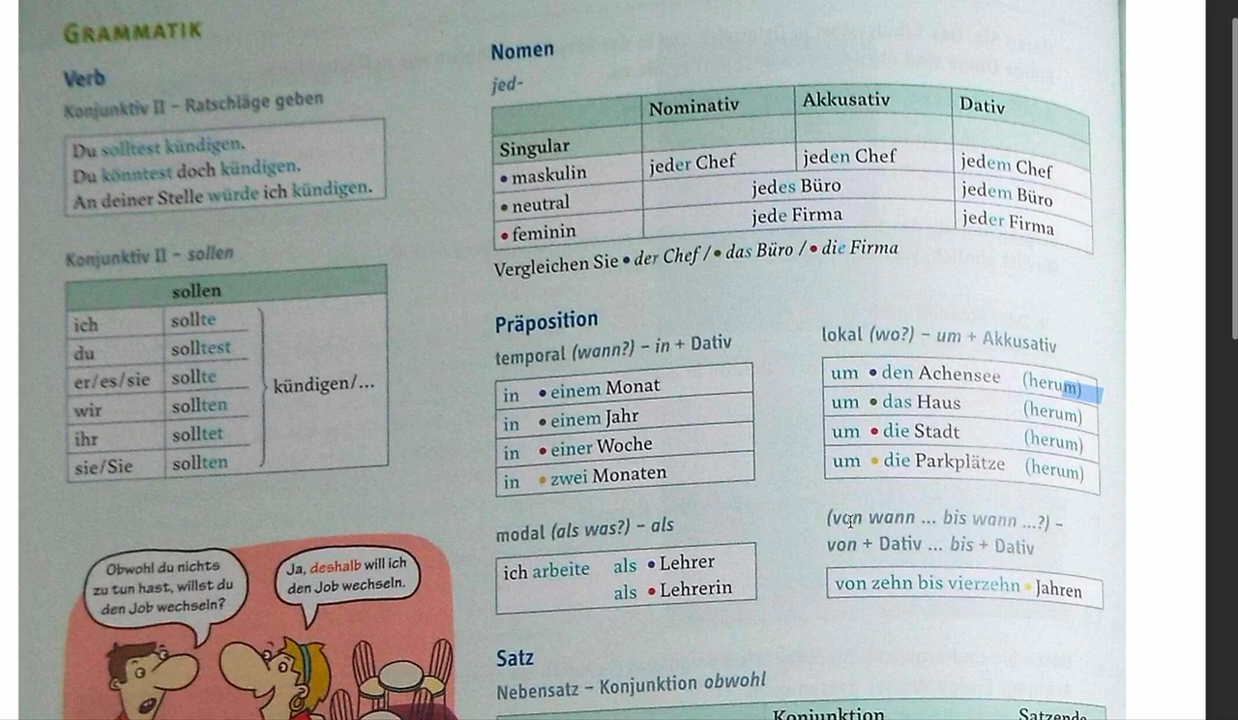 GRAMMATIK
Verb
Konjunktiv II – Ratschläge geben
Du solltest kündigen.
Du könntest doch kündigen.
An deiner Stelle würde ich kündigen.
Konjunktiv II – sollen
sollen
ich sollte
du solltest
er/es/sie sollte
wir sollten
ihr solltet
sie/Sie sollten
kündigen/...
Obwohl du nichts
zu tun hast, willst du
den Job wechseln?
Ja, deshalb will ich
den Job wechseln.
Nomen
jed-
Nominativ Akkusativ Dativ
Singular
• maskulin jeder Chef jeden Chef jedem Chef
• neutral jedes Büro jedem Büro
• feminin jede Firma jeder Firma
Vergleichen Sie • der Chef / • das Büro / • die Firma
Präposition
temporal (wann?) – in + Dativ
in • einem Monat
in • einem Jahr
in • einer Woche
in • zwei Monaten
lokal (wo?) – um + Akkusativ
um • den Achensee (herum)
um • das Haus (herum)
um • die Stadt (herum)
um • die Parkplätze (herum)
modal (als was?) – als
ich arbeite als • Lehrer
als • Lehrerin
(von wann ... bis wann ...?) –
von + Dativ ... bis + Dativ
von zehn bis vierzehn • Jahren
Satz
Nebensatz – Konjunktion obwohl
Konjunktion Satzende